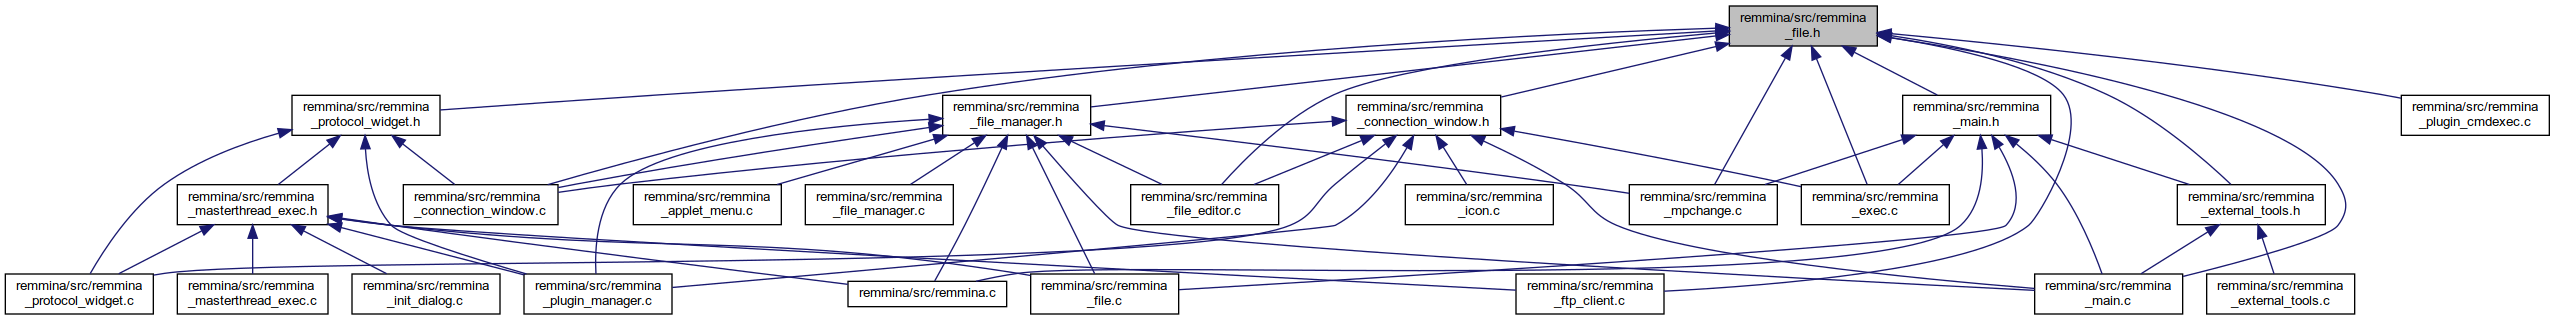 remmina/src/remmina
_file.h
remmina/src/remmina
_protocol_widget.h
remmina/src/remmina
_file_manager.h
remmina/src/remmina
_connection_window.h
remmina/src/remmina
_main.h
remmina/src/remmina
_plugin_cmdexec.c
remmina/src/remmina
_masterthread_exec.h
remmina/src/remmina
_connection_window.c
remmina/src/remmina
_applet_menu.c
remmina/src/remmina
_file_manager.c
remmina/src/remmina
_file_editor.c
remmina/src/remmina
_icon.c
remmina/src/remmina
_mpchange.c
remmina/src/remmina
_exec.c
remmina/src/remmina
_external_tools.h
remmina/src/remmina
_protocol_widget.c
remmina/src/remmina
_masterthread_exec.c
remmina/src/remmina
_init_dialog.c
remmina/src/remmina
_plugin_manager.c
remmina/src/remmina.c
remmina/src/remmina
_file.c
remmina/src/remmina
_ftp_client.c
remmina/src/remmina
_main.c
remmina/src/remmina
_external_tools.c